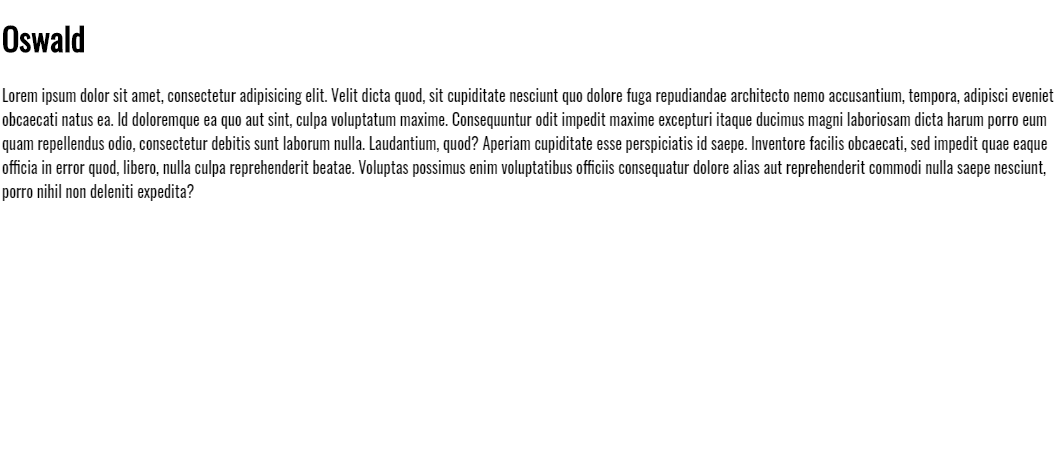 Oswald
Lorem ipsum dolor sit amet, consectetur adipisicing elit. Velit dicta quod, sit cupiditate nesciunt quo dolore fuga repudiandae architecto nemo accusantium, tempora, adipisci eveniet
obcaecati natus ea. Id doloremque ea quo aut sint, culpa voluptatum maxime. Consequuntur odit impedit maxime excepturi itaque ducimus magni laboriosam dicta harum porro eum
quam repellendus odio, consectetur debitis sunt laborum nulla. Laudantium, quod? Aperiam cupiditate esse perspiciatis id saepe. Inventore facilis obcaecati, sed impedit quae eaque
officia in error quod, libero, nulla culpa reprehenderit beatae. Voluptas possimus enim voluptatibus officiis consequatur dolore alias aut reprehenderit commodi nulla saepe nesciunt,
porro nihil non deleniti expedita?